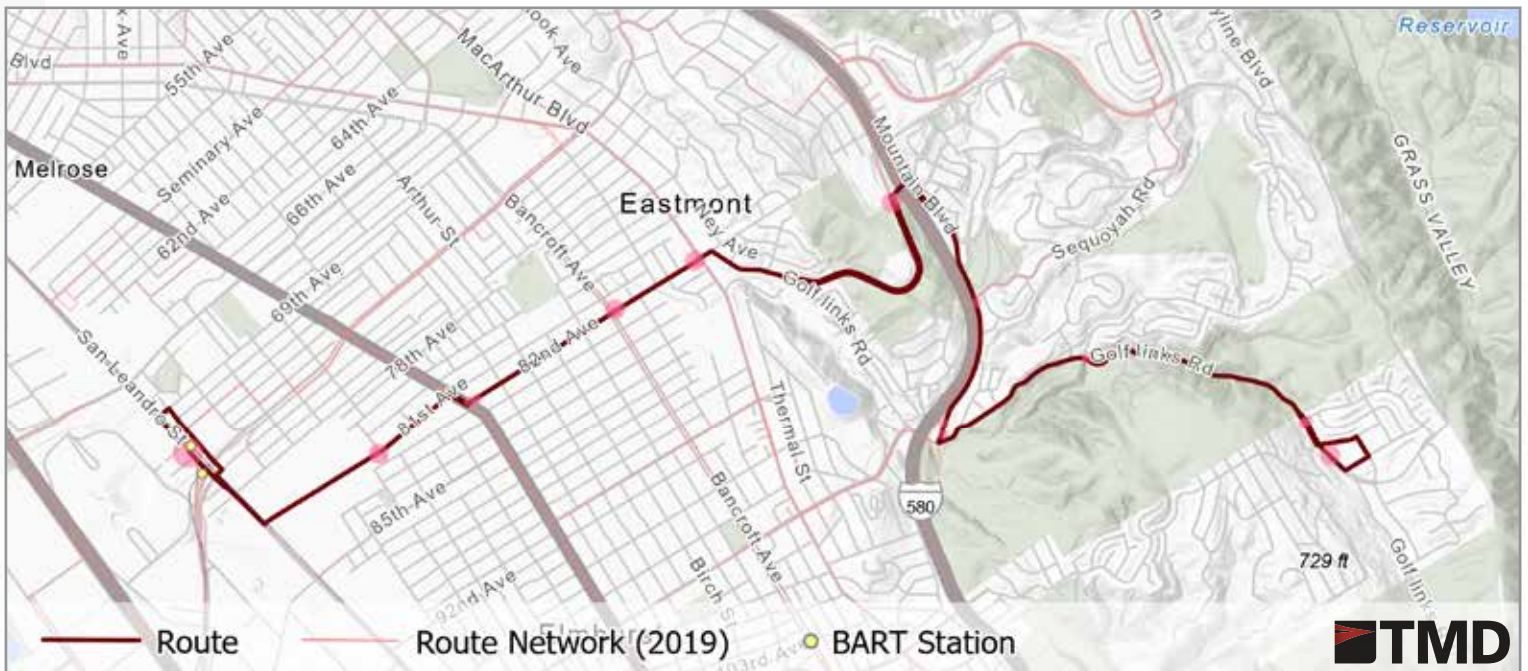 Reservoir
Blvd
55th Ave
MacArthur Blvd
Mountain Blvd
GRASS VALLEY
Melrose
Seminary Ave
64th Ave
62nd Ave
66th Ave
Arthur St
Bancroft Ave
Eastmont
Ney Ave
Sequoyah Rd
69th Ave
Golf links Rd
San Leandro St
78th Ave
82nd Ave
81st Ave
Golf links Rd
Thermal St
85th Ave
Bancroft Ave
580
729 ft
Golf links
92nd Ave
Birch
Route
Route Network (2019)
BART Station
TMD